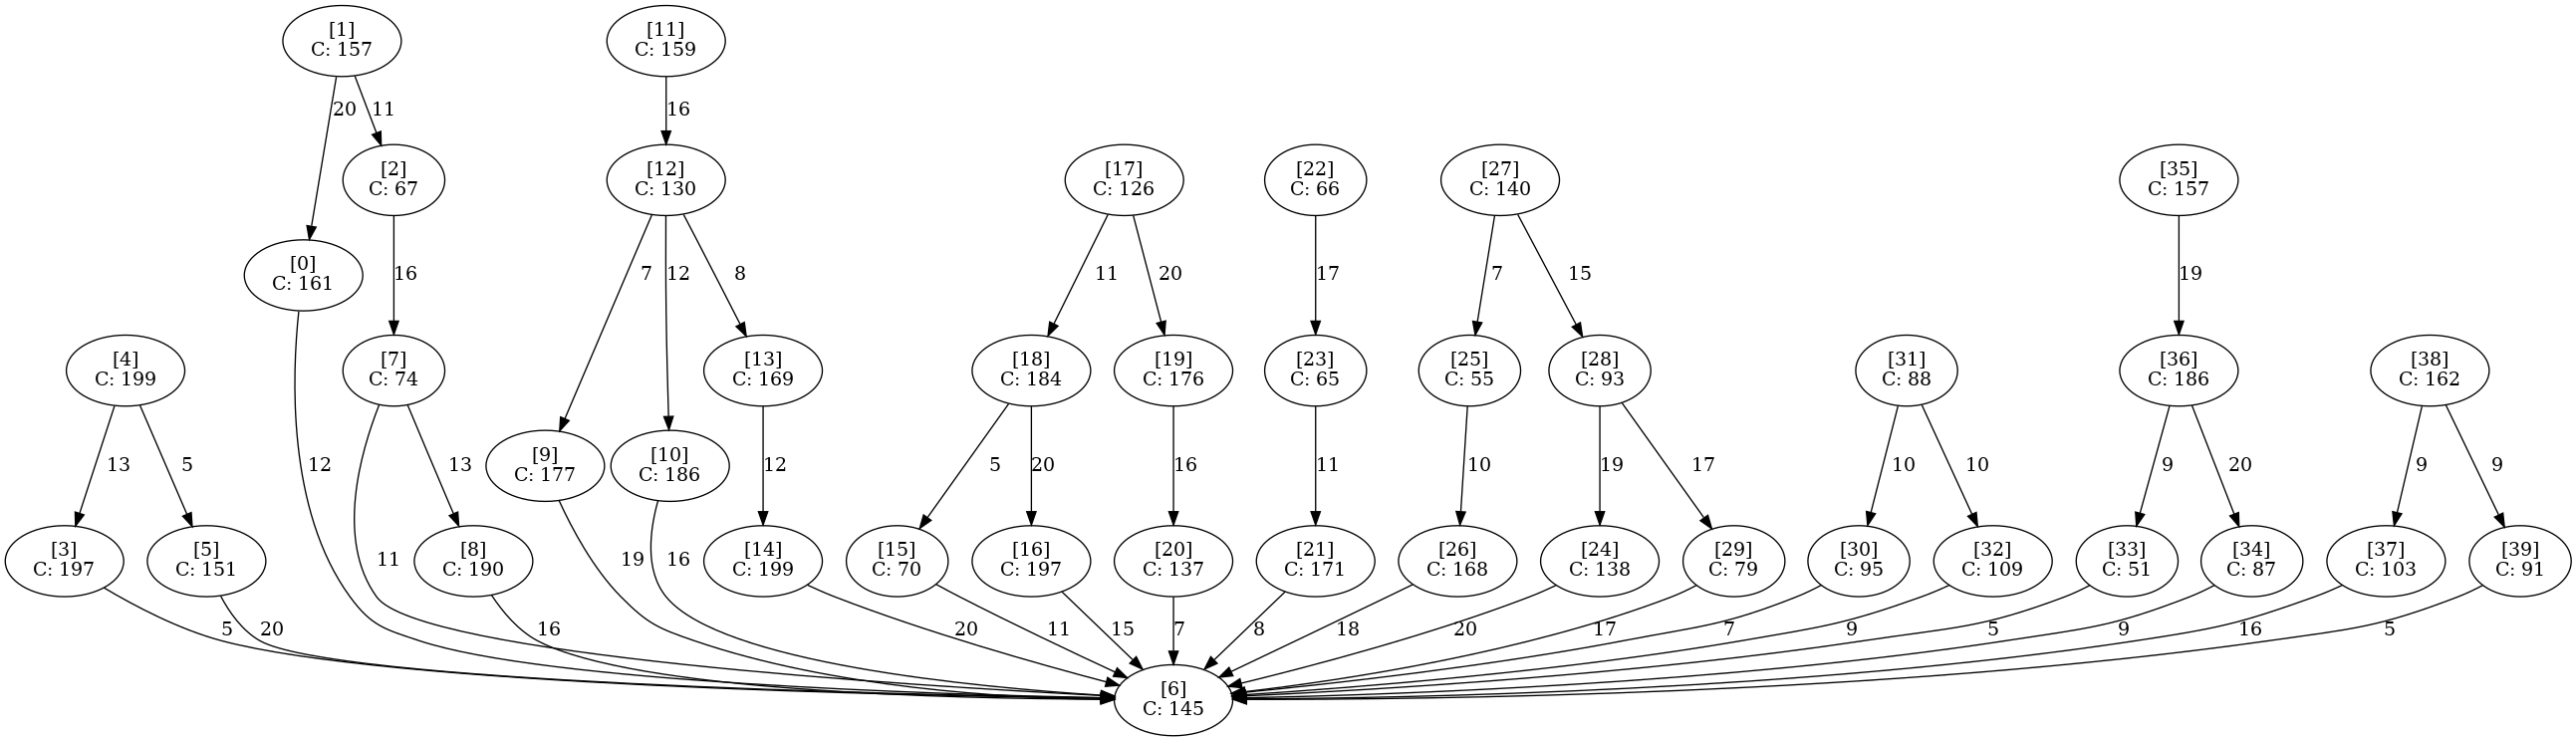 [1]
C: 157
[11]
C: 159
20
11
16
[2]
C: 67
[12]
C: 130
[17]
C: 126
[22]
C: 66
[27]
C: 140
[35]
C: 157
[0]
C: 161
16
7
12
8
11
20
17
7
15
19
[4]
C: 199
[7]
C: 74
[13]
C: 169
[18]
C: 184
[19]
C: 176
[23]
C: 65
[25]
C: 55
[28]
C: 93
[31]
C: 88
[36]
C: 186
[38]
C: 162
13
5
12
13
[9]
C: 177
[10]
C: 186
12
5
20
16
11
10
19
17
10
10
9
20
9
9
[3]
C: 197
[5]
C: 151
11
[8]
C: 190
19
16
[14]
C: 199
[15]
C: 70
[16]
C: 197
[20]
C: 137
[21]
C: 171
[26]
C: 168
[24]
C: 138
[29]
C: 79
[30]
C: 95
[32]
C: 109
[33]
C: 51
[34]
C: 87
[37]
C: 103
[39]
C: 91
5
20
16
20
11
15
7
8
18
20
17
7
9
5
9
16
5
[6]
C: 145